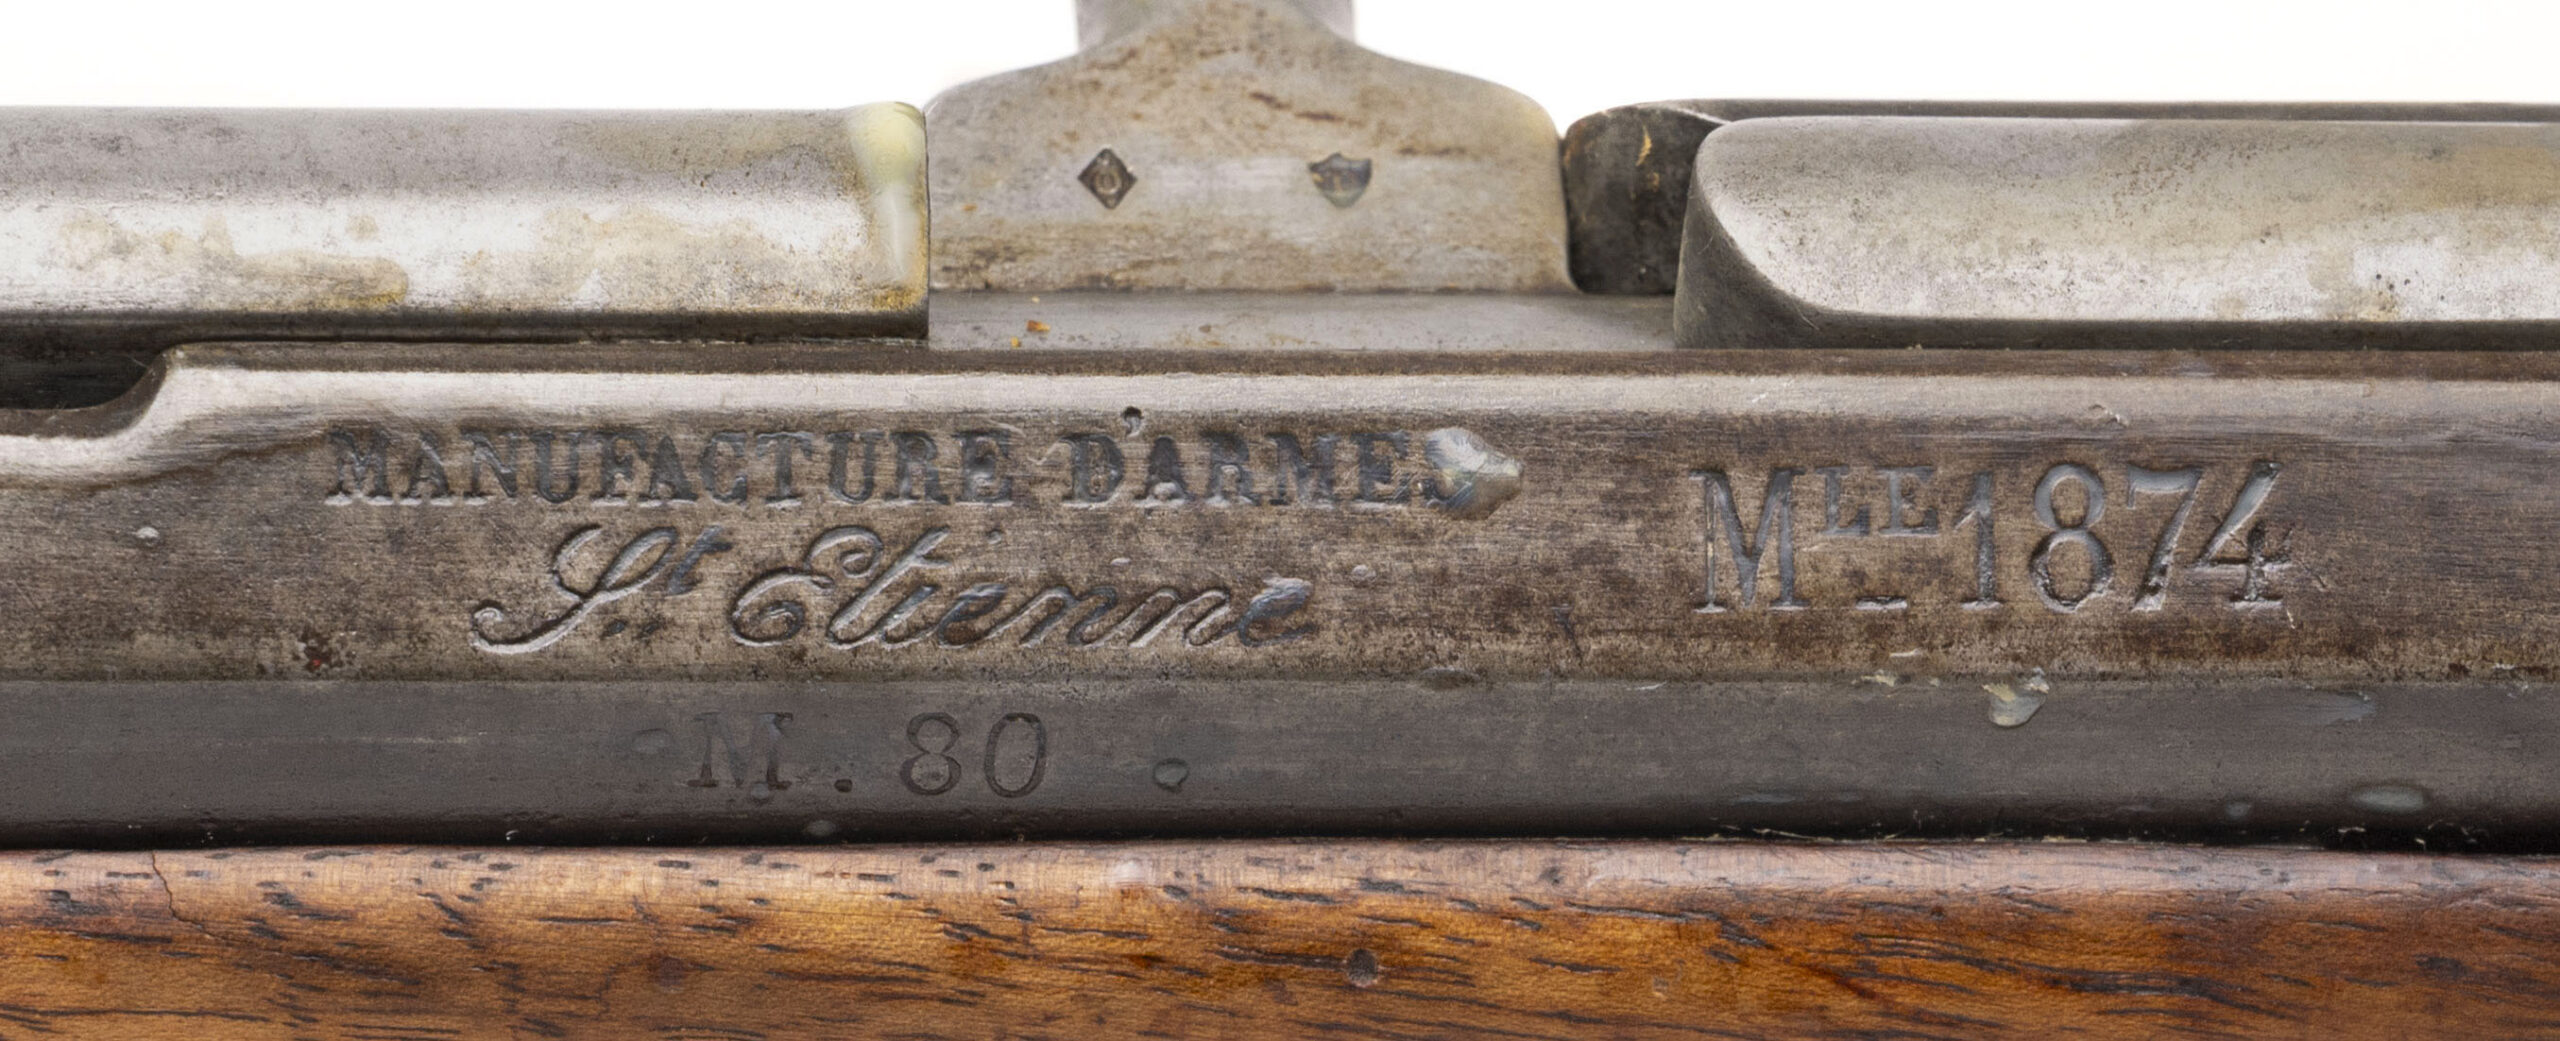 MANUFACTURE D'ARMES
St. Etienne
MLE 1874
M. 80